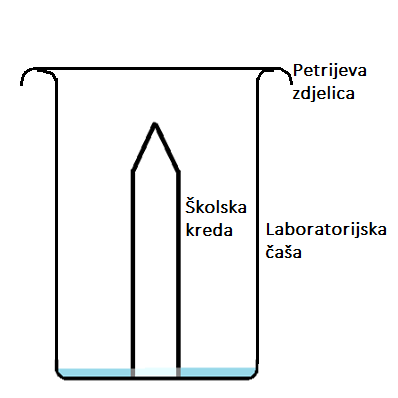 Petrijeva
zdjelica
Školska
kreda
Laboratorijska
čaša